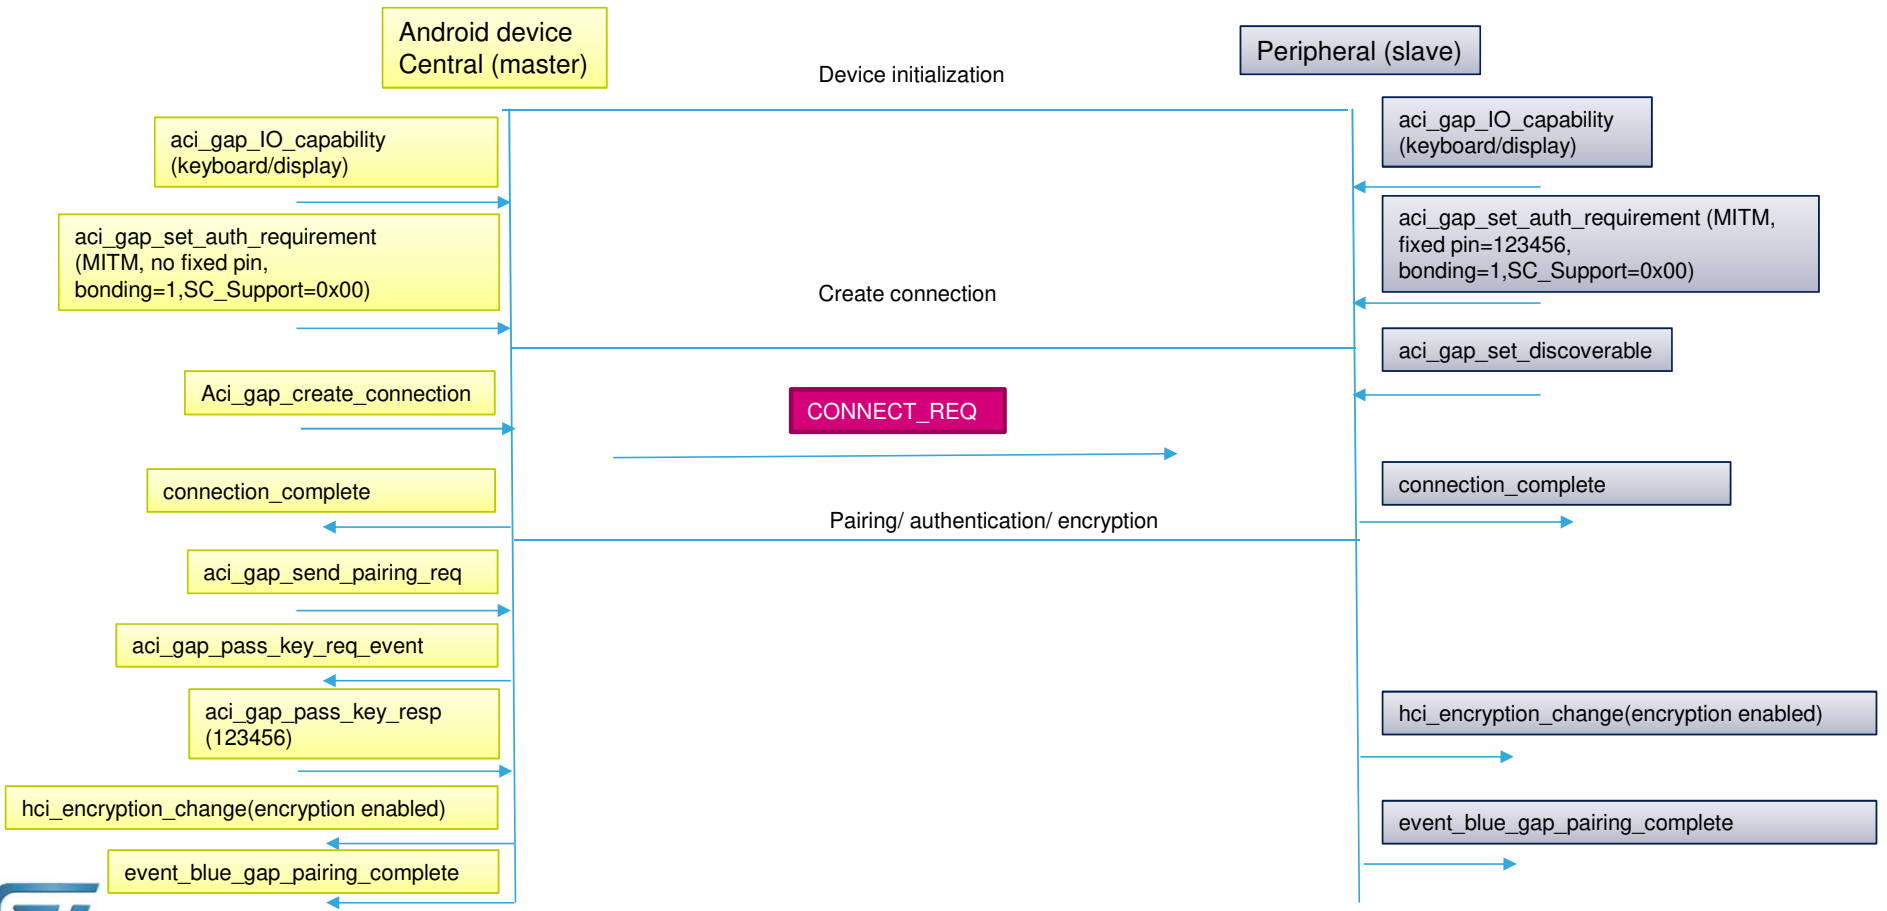 Android device
Central (master)
Peripheral (slave)
Device initialization
aci_gap_IO_capability
(keyboard/display)
aci_gap_IO_capability
(keyboard/display)
aci_gap_set_auth_requirement
(MITM, no fixed pin,
bonding=1,SC_Support=0x00)
aci_gap_set_auth_requirement (MITM,
fixed pin=123456,
bonding=1,SC_Support=0x00)
Create connection
aci_gap_set_discoverable
Aci_gap_create_connection
CONNECT_REQ
connection_complete
connection_complete
Pairing/ authentication/ encryption
aci_gap_send_pairing_req
aci_gap_pass_key_req_event
aci_gap_pass_key_resp
(123456)
hci_encryption_change(encryption enabled)
hci_encryption_change(encryption enabled)
event_blue_gap_pairing_complete
event_blue_gap_pairing_complete